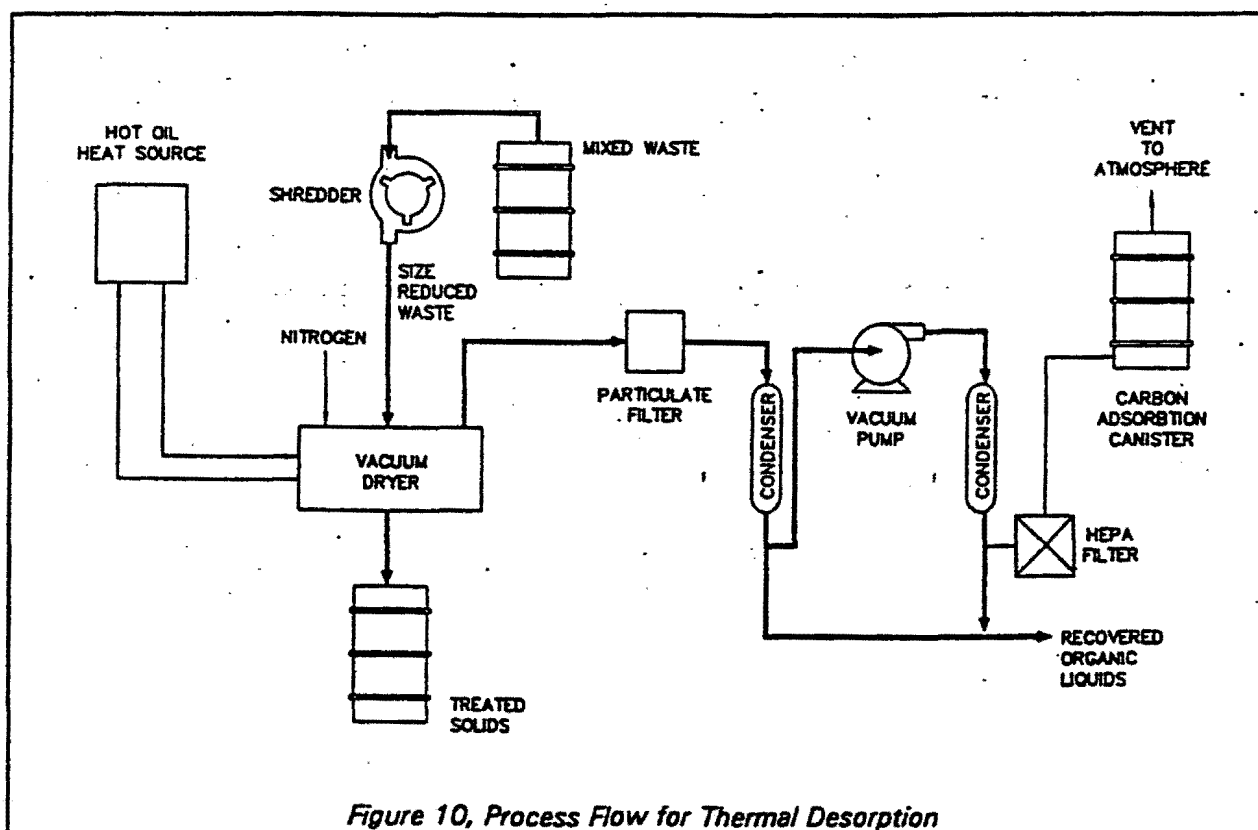 HOT OIL
HEAT SOURCE
SHREDDER
MIXED WASTE
VENT
TO
ATMOSPHERE
SIZE
REDUCED
WASTE
NITROGEN
PARTICULATE
FILTER
CONDENSER
VACUUM
PUMP
CONDENSER
CARBON
ADSORBTION
CANISTER
VACUUM
DRYER
HEPA
FILTER
TREATED
SOLIDS
RECOVERED
ORGANIC
LIQUIDS
Figure 10, Process Flow for Thermal Desorption